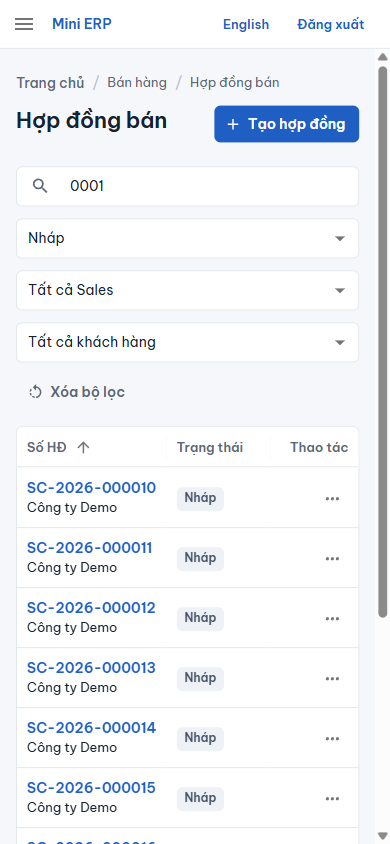 Mini ERP
English
Đăng xuất
Trang chủ / Bán hàng / Hợp đồng bán
Hợp đồng bán
+ Tạo hợp đồng
0001
Nháp
Tất cả Sales
Tất cả khách hàng
Xóa bộ lọc
Số HĐ ↑ Trạng thái Thao tác
SC-2026-000010
Công ty Demo
Nháp
SC-2026-000011
Công ty Demo
Nháp
SC-2026-000012
Công ty Demo
Nháp
SC-2026-000013
Công ty Demo
Nháp
SC-2026-000014
Công ty Demo
Nháp
SC-2026-000015
Công ty Demo
Nháp